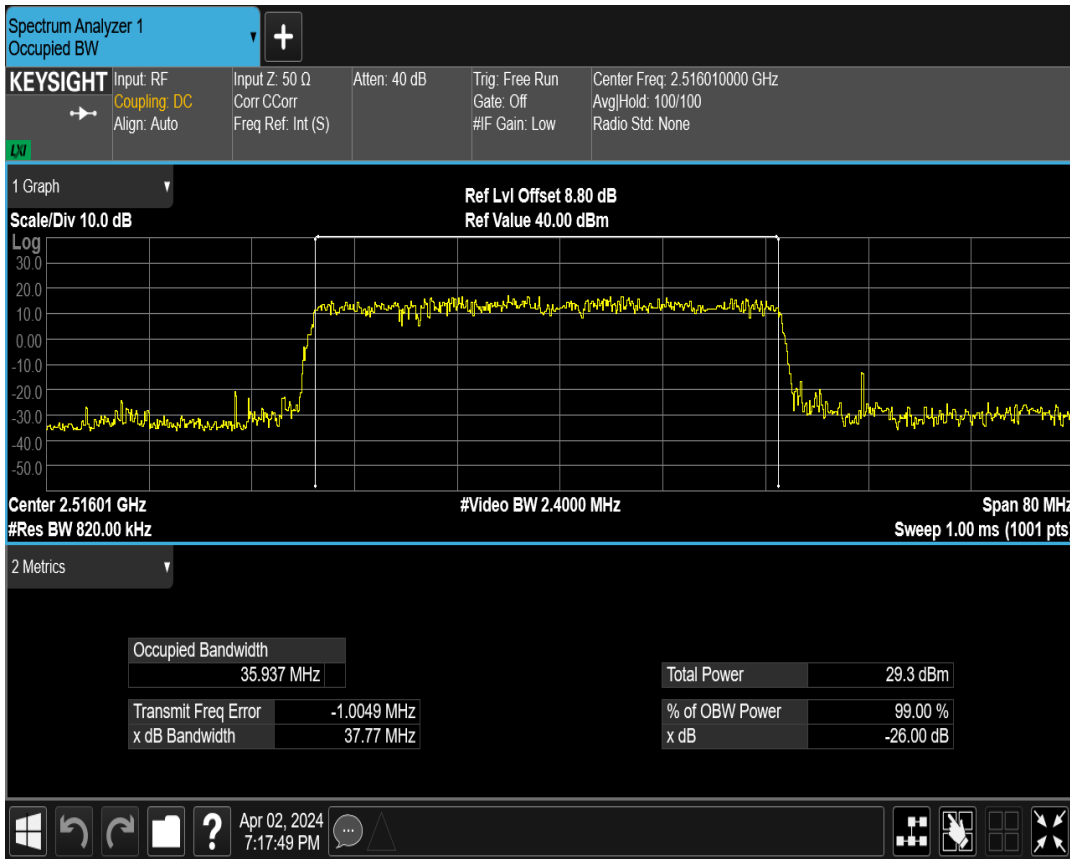 Spectrum Analyzer 1
Occupied BW
+
KEYSIGHT
LXI
Input: RF
Coupling: DC
Align: Auto
Input Z: 50 Ω
Corr CCorr
Freq Ref: Int (S)
Atten: 40 dB
Trig: Free Run
Gate: Off
#IF Gain: Low
Center Freq: 2.516010000 GHz
Avg|Hold: 100/100
Radio Std: None
1 Graph
Ref Lvl Offset 8.80 dB
Scale/Div 10.0 dB
Ref Value 40.00 dBm
Log
30.0
20.0
10.0
0.00
-10.0
-20.0
-30.0
-40.0
-50.0
Center 2.51601 GHz
#Video BW 2.4000 MHz
Span 80 MHz
#Res BW 820.00 kHz
Sweep 1.00 ms (1001 pts)
2 Metrics
Occupied Bandwidth
35.937 MHz
Total Power 29.3 dBm
Transmit Freq Error -1.0049 MHz
% of OBW Power 99.00 %
x dB Bandwidth 37.77 MHz
x dB -26.00 dB
?
Apr 02, 2024
7:17:49 PM